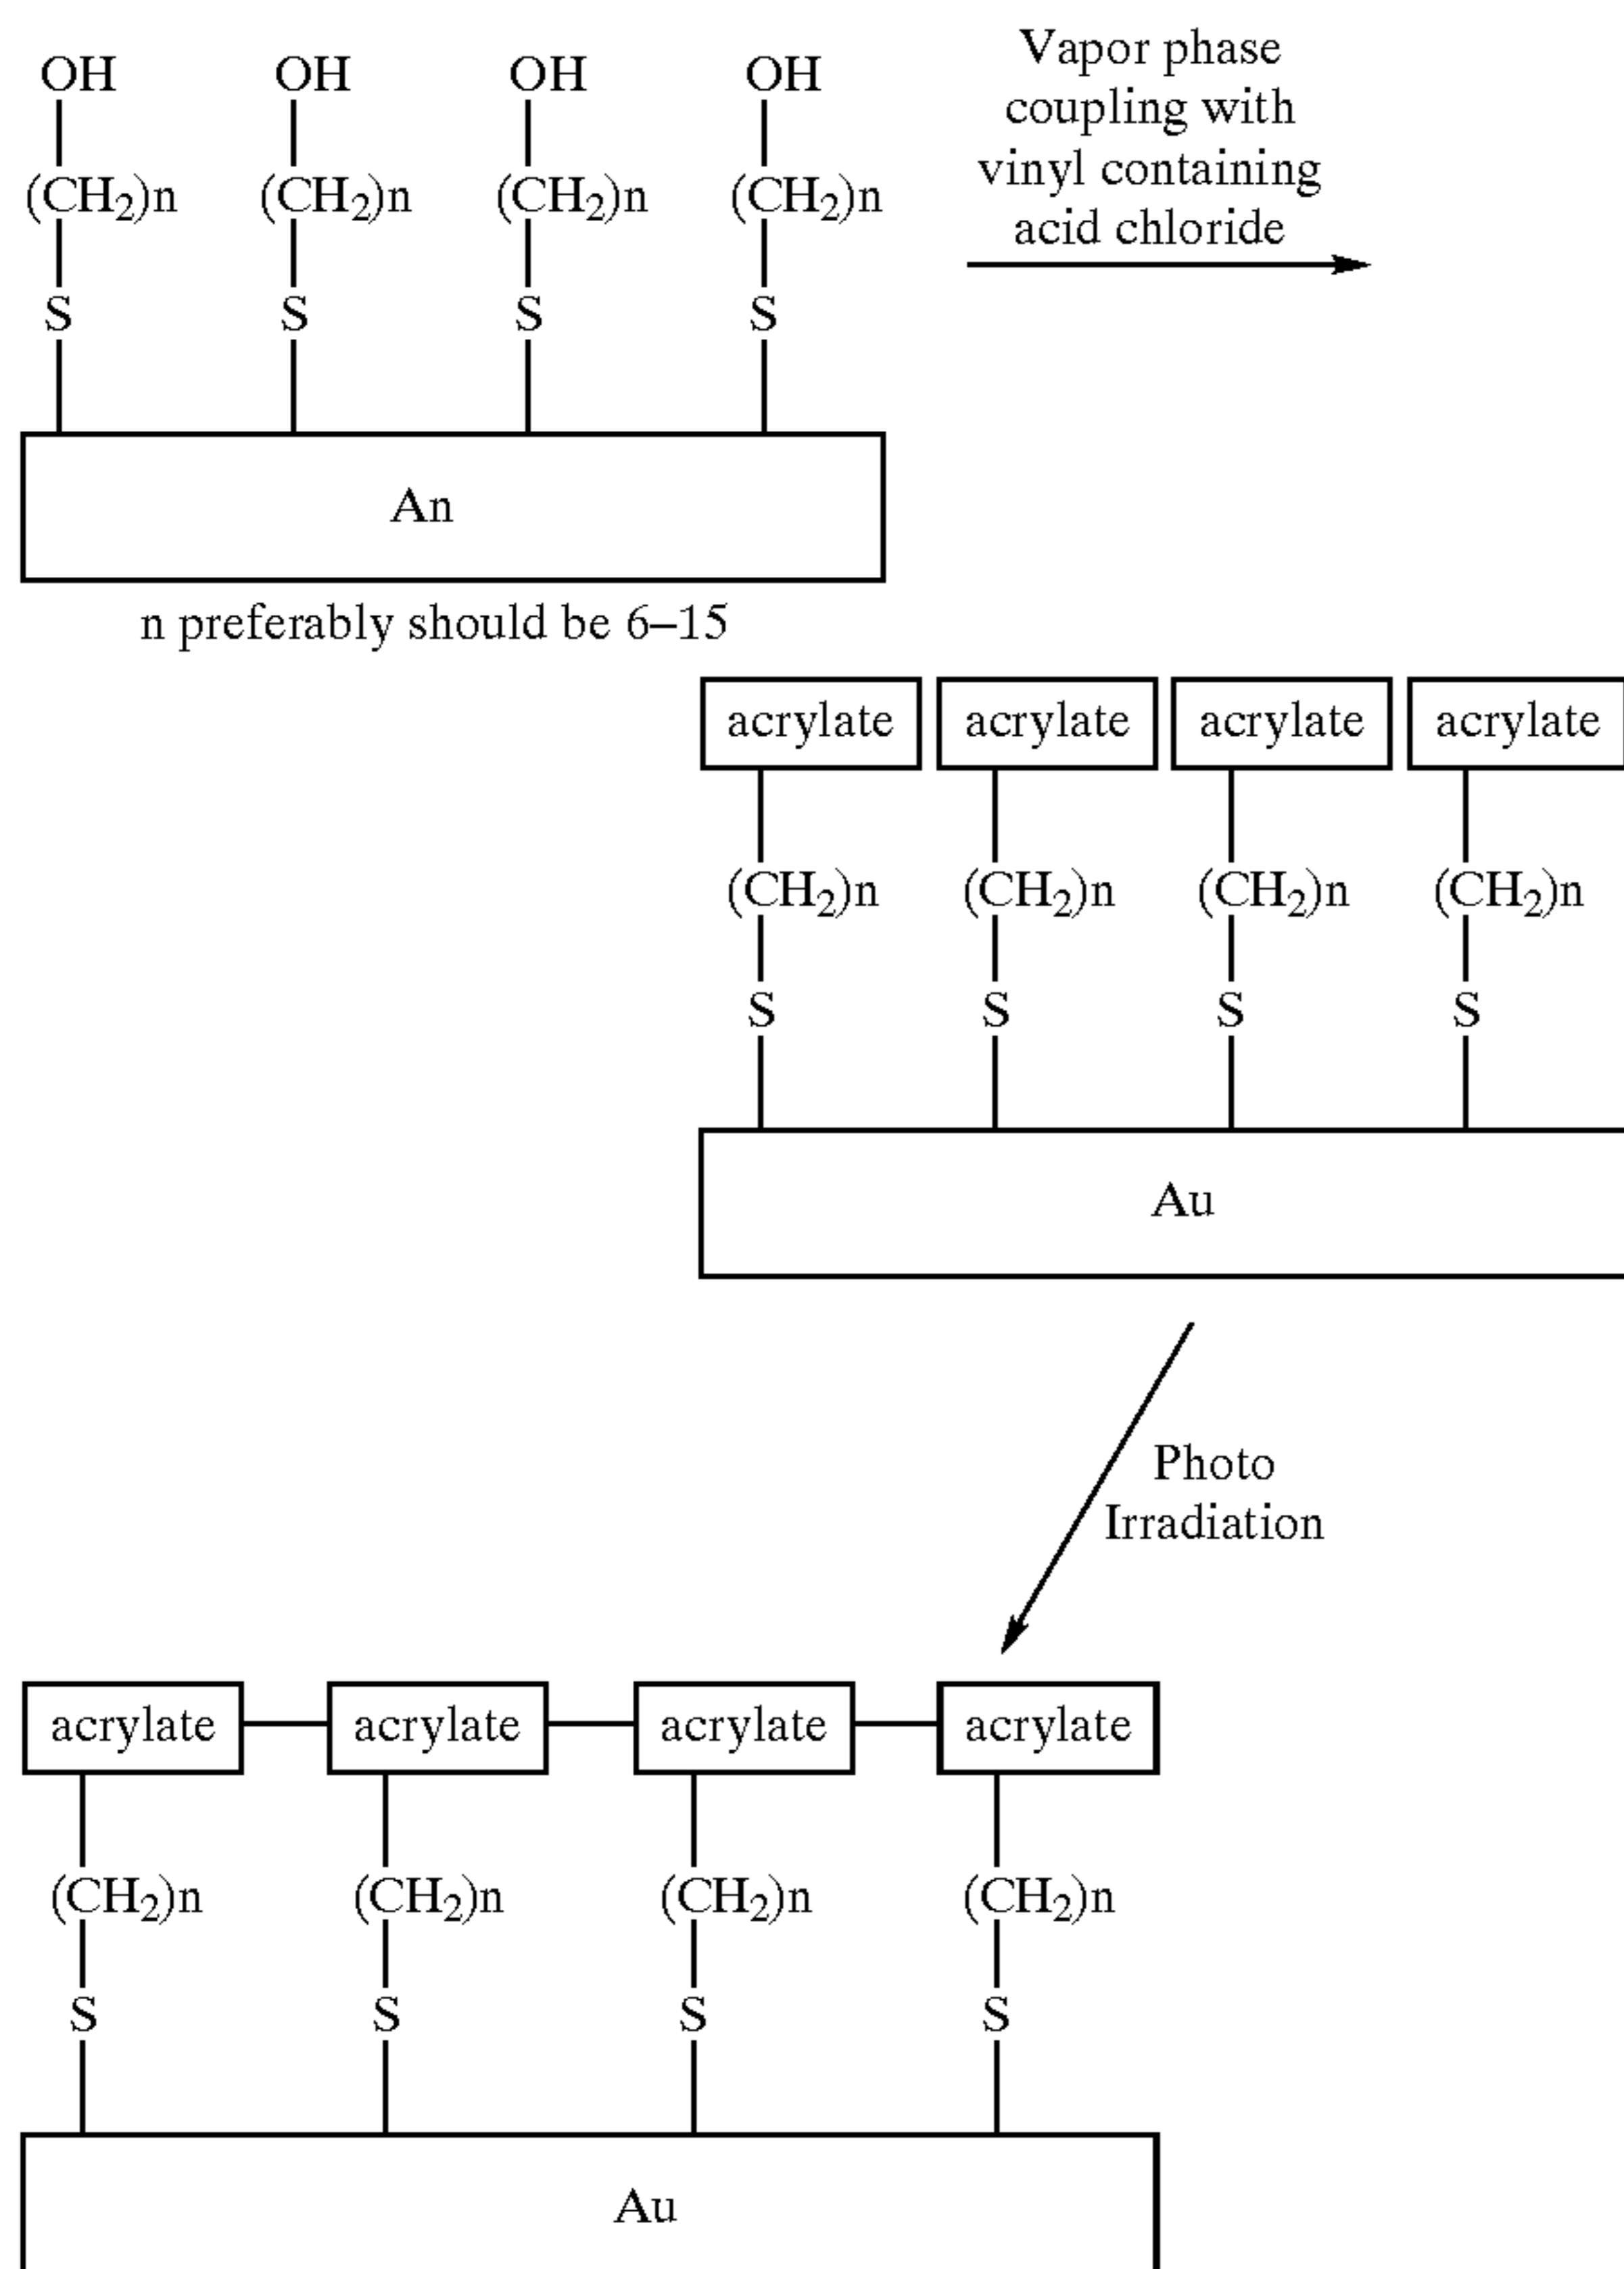 OH OH OH OH
(CH₂)n (CH₂)n (CH₂)n (CH₂)n
S S S S
An
n preferably should be 6–15
Vapor phase
coupling with
vinyl containing
acid chloride
acrylate acrylate acrylate acrylate
(CH₂)n (CH₂)n (CH₂)n (CH₂)n
S S S S
Au
Photo
Irradiation
acrylate acrylate acrylate acrylate
(CH₂)n (CH₂)n (CH₂)n (CH₂)n
S S S S
Au